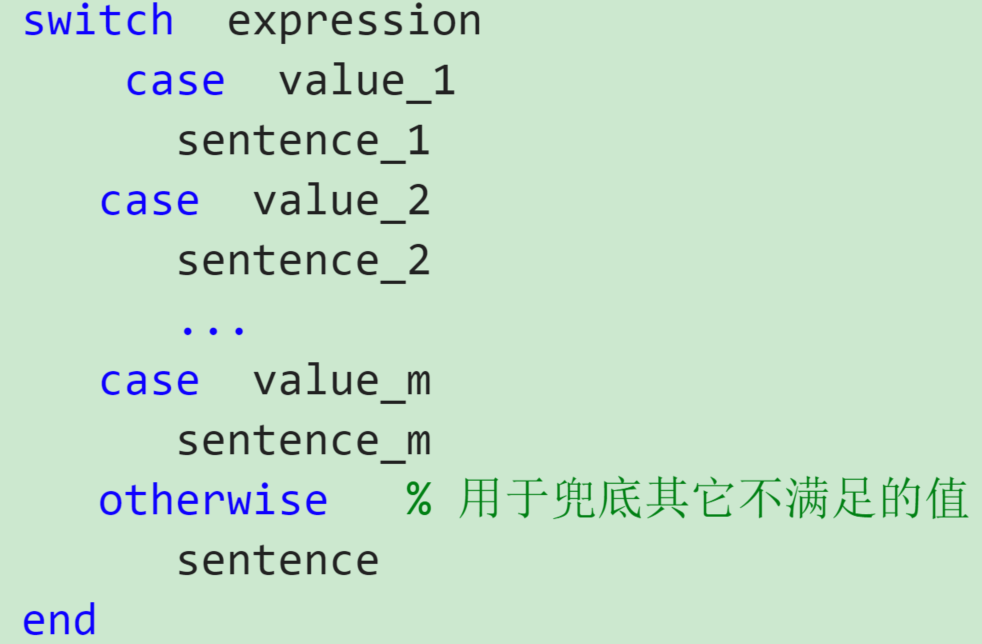 switch  expression
    case  value_1
      sentence_1
   case  value_2
      sentence_2
      ...
   case  value_m
      sentence_m
   otherwise   % 用于兜底其它不满足的值
      sentence
end